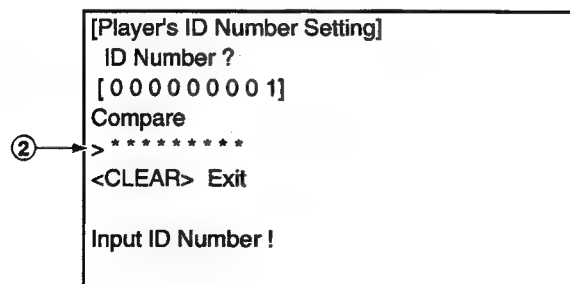 [Player's ID Number Setting]
ID Number ?
[ 0 0 0 0 0 0 0 0 1]
Compare
② > * * * * * * * * *
<CLEAR> Exit
Input ID Number !